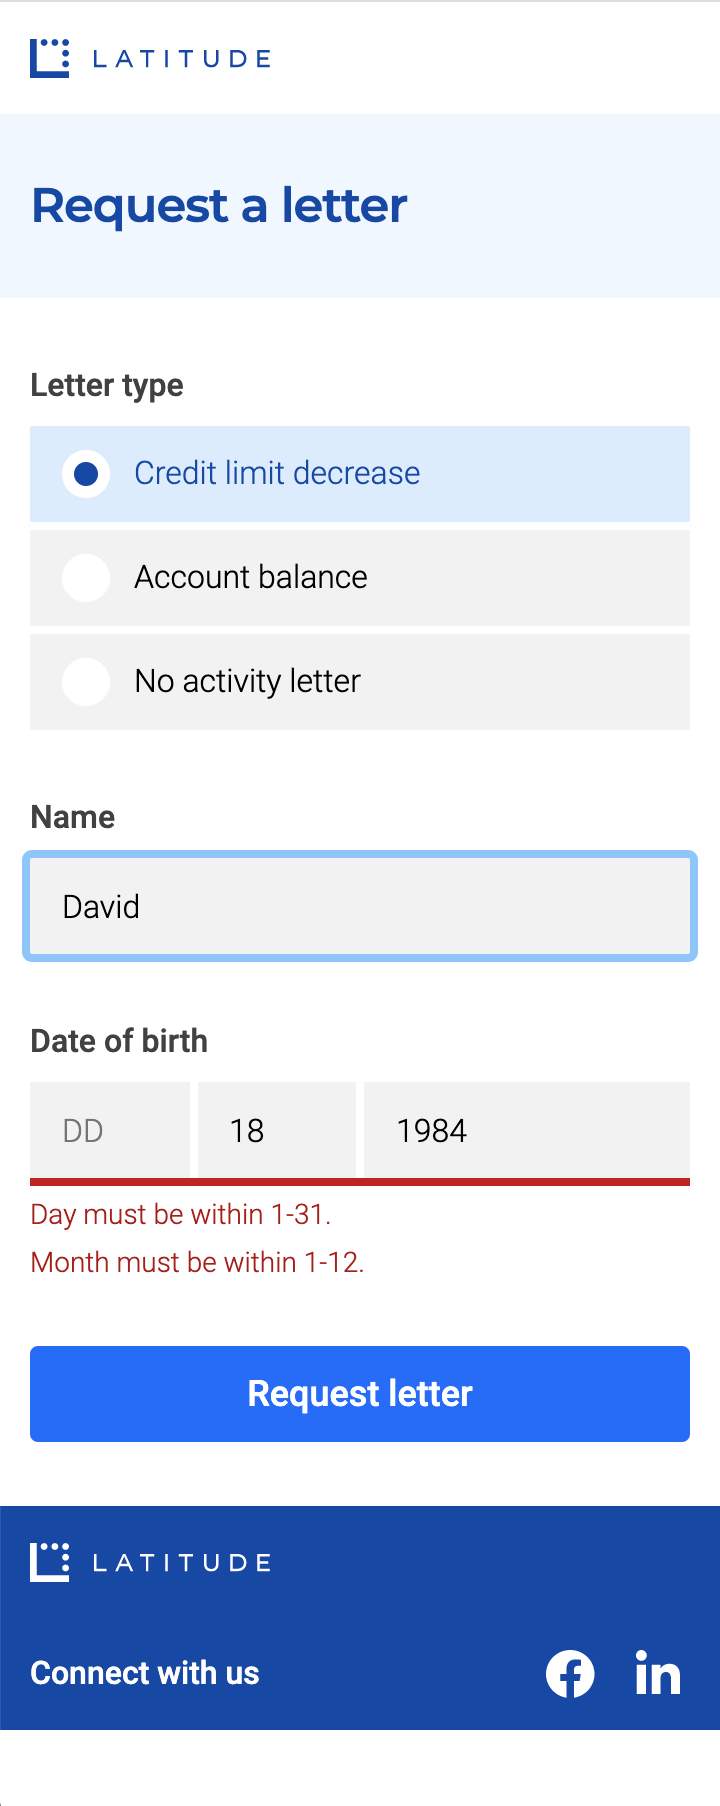 LATITUDE
Request a letter
Letter type
Credit limit decrease
Account balance
No activity letter
Name
David
Date of birth
DD 18 1984
Day must be within 1-31.
Month must be within 1-12.
Request letter
LATITUDE
Connect with us
in